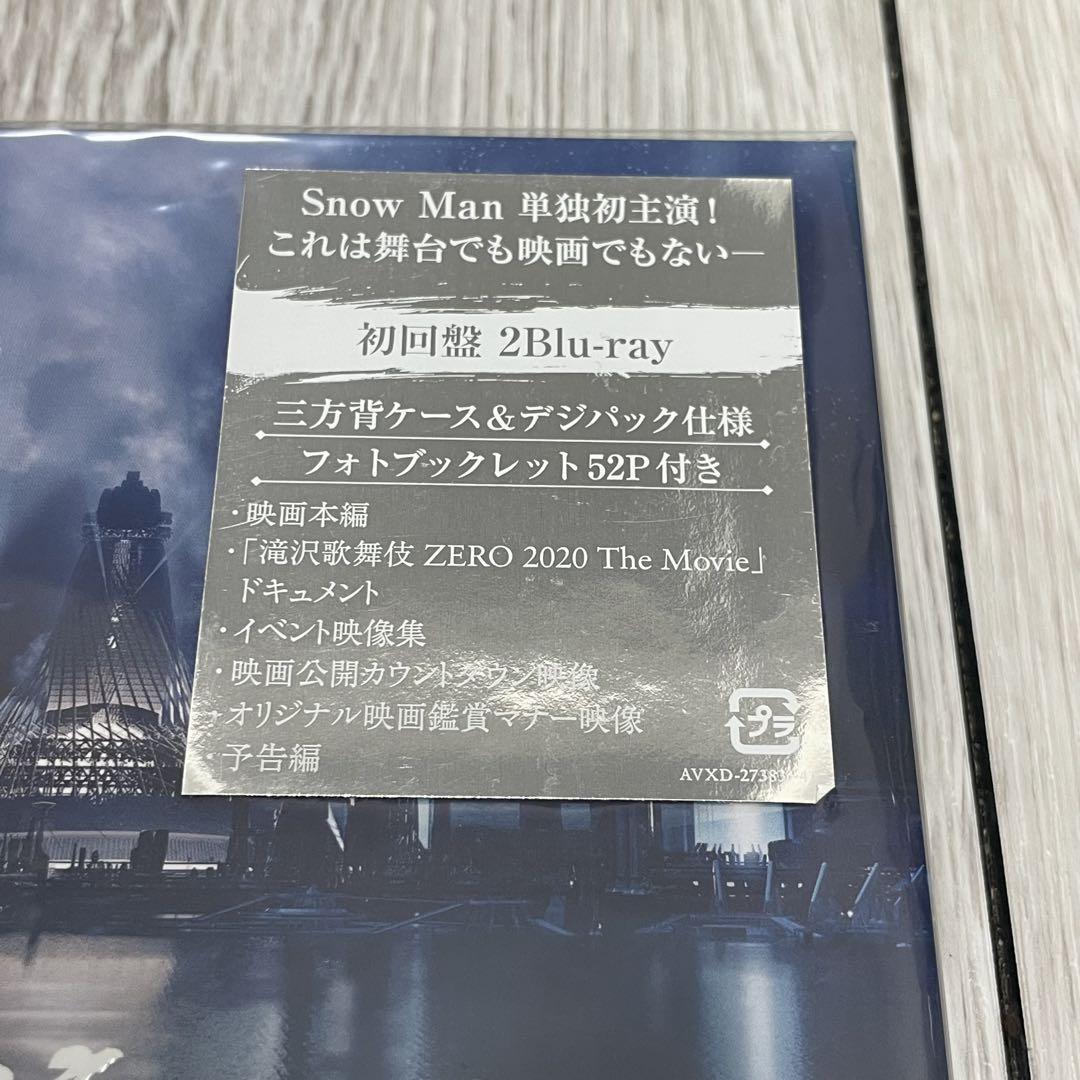 Snow Man 単独初主演!
これは舞台でも映画でもない—
初回盤 2Blu-ray
三方背ケース&デジパック仕様
フォトブックレット52P付き
・映画本編
・「滝沢歌舞伎 ZERO 2020 The Movie」
ドキュメント
・イベント映像集
・映画公開カウントダウン映像
・オリジナル映画鑑賞マナー映像
予告編
プラ